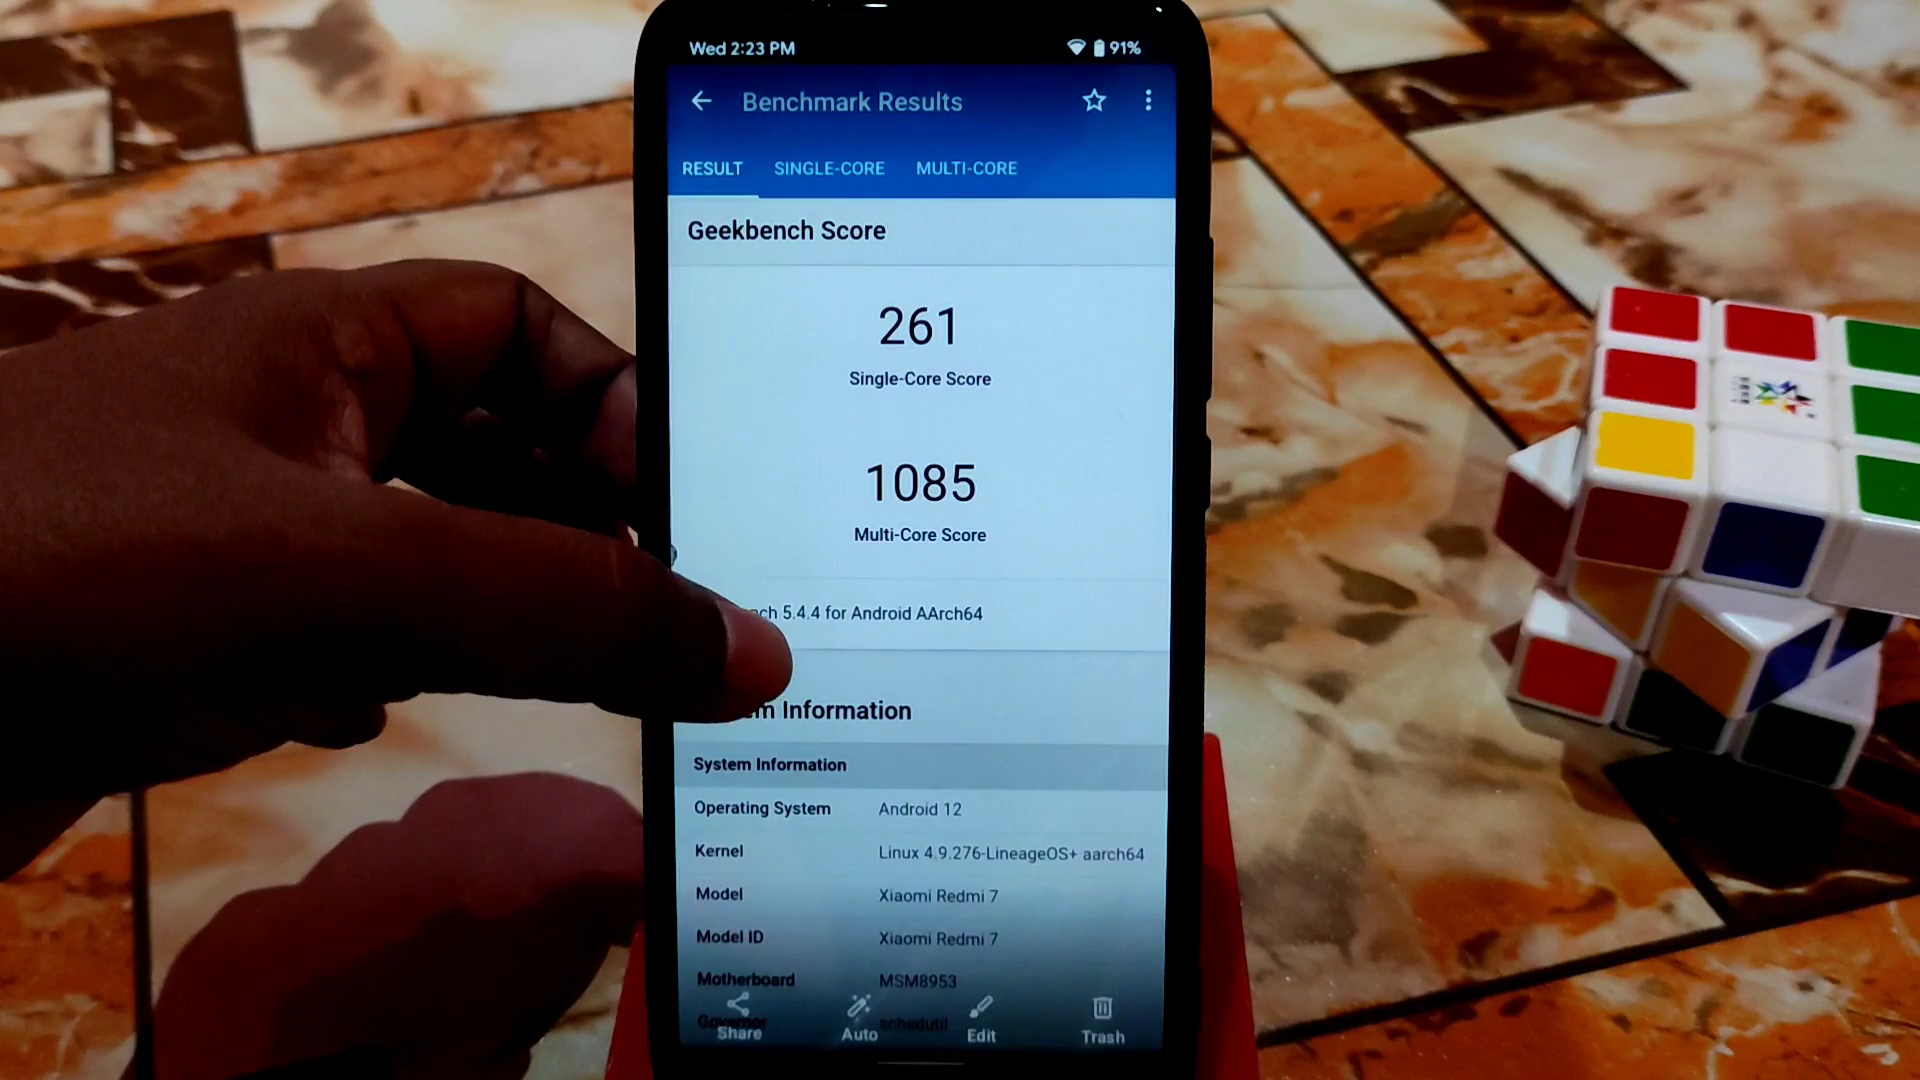 Wed 2:23 PM
91%
Benchmark Results
RESULT
SINGLE-CORE
MULTI-CORE
Geekbench Score
261
Single-Core Score
1085
Multi-Core Score
5.4.4 for Android AArch64
Information
System Information
Operating System Android 12
Kernel Linux 4.9.276-LineageOS+ aarch64
Model Xiaomi Redmi 7
Model ID Xiaomi Redmi 7
Motherboard MSM8953
Governor schedutil
Share
Auto
Edit
Trash